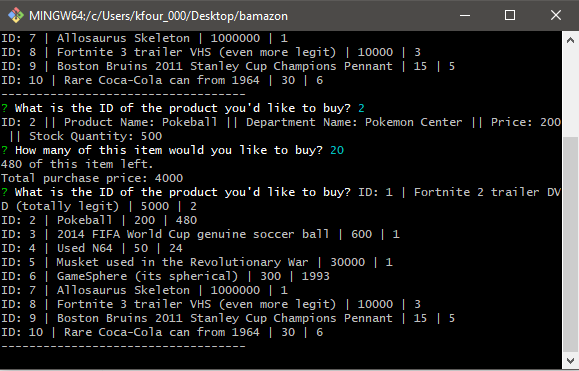 MINGW64:/c/Users/kfour_000/Desktop/bamazon
ID: 7 | Allosaurus Skeleton | 1000000 | 1
ID: 8 | Fortnite 3 trailer VHS (even more legit) | 10000 | 3
ID: 9 | Boston Bruins 2011 Stanley Cup Champions Pennant | 15 | 5
ID: 10 | Rare Coca-Cola can from 1964 | 30 | 6
-----------------------------------
? What is the ID of the product you'd like to buy? 2
ID: 2 || Product Name: Pokeball || Department Name: Pokemon Center || Price: 200
 || Stock Quantity: 500
? How many of this item would you like to buy? 20
480 of this item left.
Total purchase price: 4000
? What is the ID of the product you'd like to buy? ID: 1 | Fortnite 2 trailer DV
D (totally legit) | 5000 | 2
ID: 2 | Pokeball | 200 | 480
ID: 3 | 2014 FIFA World Cup genuine soccer ball | 600 | 1
ID: 4 | Used N64 | 50 | 24
ID: 5 | Musket used in the Revolutionary War | 30000 | 1
ID: 6 | GameSphere (its spherical) | 300 | 1993
ID: 7 | Allosaurus Skeleton | 1000000 | 1
ID: 8 | Fortnite 3 trailer VHS (even more legit) | 10000 | 3
ID: 9 | Boston Bruins 2011 Stanley Cup Champions Pennant | 15 | 5
ID: 10 | Rare Coca-Cola can from 1964 | 30 | 6
-----------------------------------